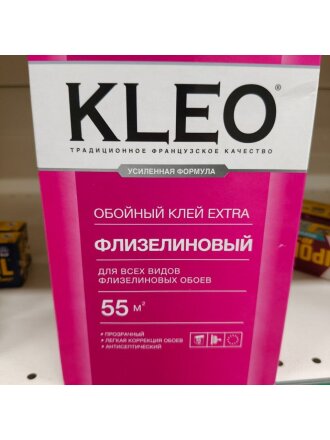 KLEO®
ТРАДИЦИОННОЕ ФРАНЦУЗСКОЕ КАЧЕСТВО
УСИЛЕННАЯ ФОРМУЛА
ОБОЙНЫЙ КЛЕЙ EXTRA
ФЛИЗЕЛИНОВЫЙ
ДЛЯ ВСЕХ ВИДОВ
ФЛИЗЕЛИНОВЫХ ОБОЕВ
55 м²
• ПРОЗРАЧНЫЙ
• ЛЕГКАЯ КОРРЕКЦИЯ ОБОЕВ
• АНТИСЕПТИЧЕСКИЙ